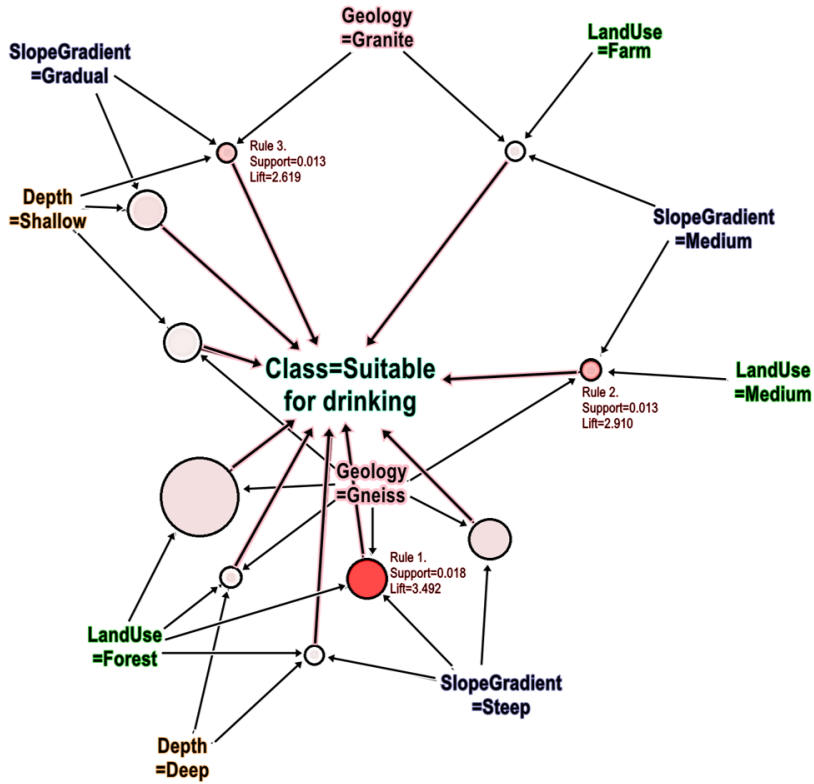 Geology
=Granite
LandUse
=Farm
SlopeGradient
=Gradual
Rule 3.
Support=0.013
Lift=2.619
Depth
=Shallow
SlopeGradient
=Medium
Class=Suitable
for drinking
LandUse
=Medium
Rule 2.
Support=0.013
Lift=2.910
Geology
=Gneiss
Rule 1.
Support=0.018
Lift=3.492
LandUse
=Forest
SlopeGradient
=Steep
Depth
=Deep